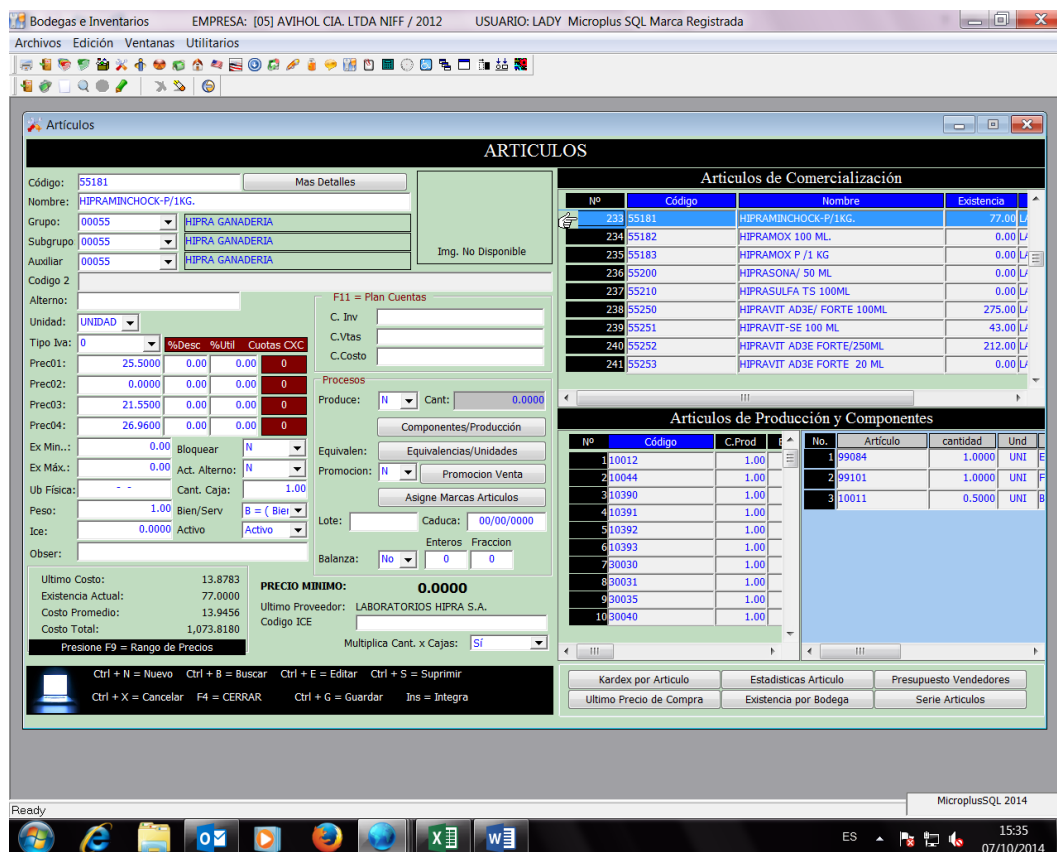 Bodegas e Inventarios EMPRESA: [05] AVIHOL CIA. LTDA NIFF / 2012 USUARIO: LADY Microplus SQL Marca Registrada
Archivos Edición Ventanas Utilitarios
Artículos
ARTICULOS
Código: 55181 Mas Detalles
Nombre: HIPRAMINCHOCK-P/1KG.
Grupo: 00055 HIPRA GANADERIA
Subgrupo 00055 HIPRA GANADERIA
Auxiliar 00055 HIPRA GANADERIA
Codigo 2
Img. No Disponible
Alterno:
Unidad: UNIDAD
Tipo Iva: 0 %Desc %Util Cuotas CXC
Prec01: 25.5000 0.00 0.00 0
Prec02: 0.0000 0.00 0.00 0
Prec03: 21.5500 0.00 0.00 0
Prec04: 26.9600 0.00 0.00 0
Ex Min..: 0.00 Bloquear N
Ex Máx.: 0.00 Act. Alterno: N
Ub Física: - - Cant. Caja: 1.00
Peso: 1.00 Bien/Serv B = ( Bier
Ice: 0.0000 Activo Activo
Obser:
F11 = Plan Cuentas
C. Inv
C.Vtas
C.Costo
Procesos
Produce: N Cant: 0.0000
Componentes/Producción
Equivalen: Equivalencias/Unidades
Promocion: N Promocion Venta
Asigne Marcas Articulos
Lote: Caduca: 00/00/0000
Enteros Fraccion
Balanza: No 0 0
Ultimo Costo: 13.8783
Existencia Actual: 77.0000
Costo Promedio: 13.9456
Costo Total: 1,073.8180
Presione F9 = Rango de Precios
PRECIO MINIMO: 0.0000
Ultimo Proveedor: LABORATORIOS HIPRA S.A.
Codigo ICE
Multiplica Cant. x Cajas: Sí
Ctrl + N = Nuevo Ctrl + B = Buscar Ctrl + E = Editar Ctrl + S = Suprimir
Ctrl + X = Cancelar F4 = CERRAR Ctrl + G = Guardar Ins = Integra
Articulos de Comercialización
Nº Código Nombre Existencia
233 55181 HIPRAMINCHOCK-P/1KG. 77.00
234 55182 HIPRAMOX 100 ML. 0.00
235 55183 HIPRAMOX P /1 KG 0.00
236 55200 HIPRASONA/ 50 ML 0.00
237 55210 HIPRASULFA TS 100ML 0.00
238 55250 HIPRAVIT AD3E/ FORTE 100ML 275.00
239 55251 HIPRAVIT-SE 100 ML 43.00
240 55252 HIPRAVIT AD3E FORTE/250ML 212.00
241 55253 HIPRAVIT AD3E FORTE 20 ML 0.00
Articulos de Producción y Componentes
Nº Código C.Prod
1 10012 1.00
2 10044 1.00
3 10390 1.00
4 10391 1.00
5 10392 1.00
6 10393 1.00
7 30030 1.00
8 30031 1.00
9 30035 1.00
10 30040 1.00
No. Artículo cantidad Und
1 99084 1.0000 UNI
2 99101 1.0000 UNI
3 10011 0.5000 UNI
Kardex por Articulo Estadisticas Articulo Presupuesto Vendedores
Ultimo Precio de Compra Existencia por Bodega Serie Articulos
Ready
MicroplusSQL 2014
ES 15:35
07/10/2014